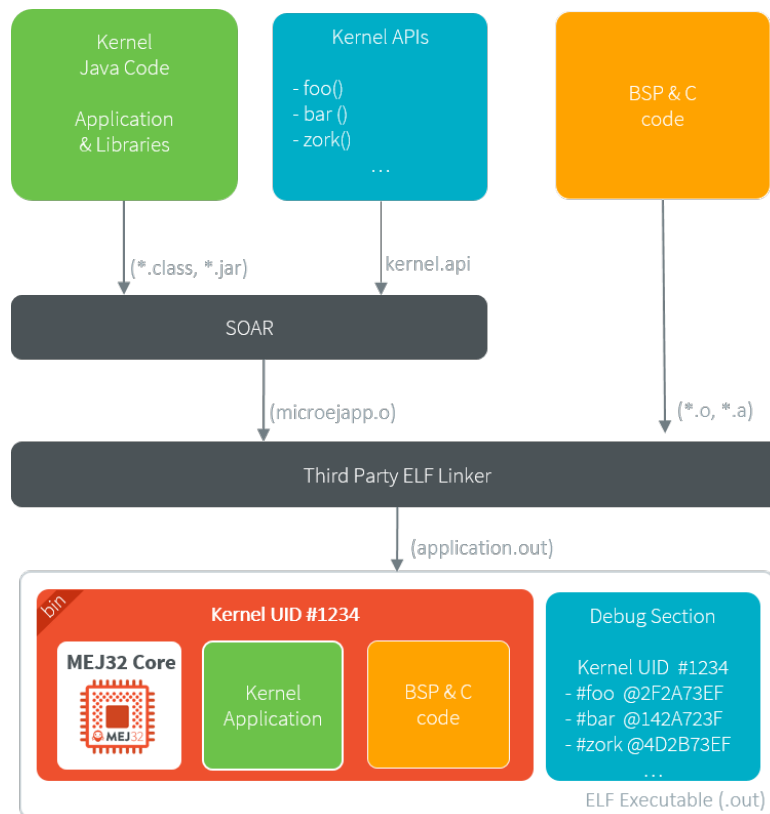 Kernel
Java Code
Application
& Libraries
Kernel APIs
- foo()
- bar ()
- zork()
...
BSP & C
code
(*.class, *.jar)
kernel.api
SOAR
(microejapp.o)
(*.o, *.a)
Third Party ELF Linker
(application.out)
bin
Kernel UID #1234
MEJ32 Core
MEJ32
Kernel
Application
BSP & C
code
Debug Section
Kernel UID #1234
- #foo @2F2A73EF
- #bar @142A723F
- #zork @4D2B73EF
...
ELF Executable (.out)